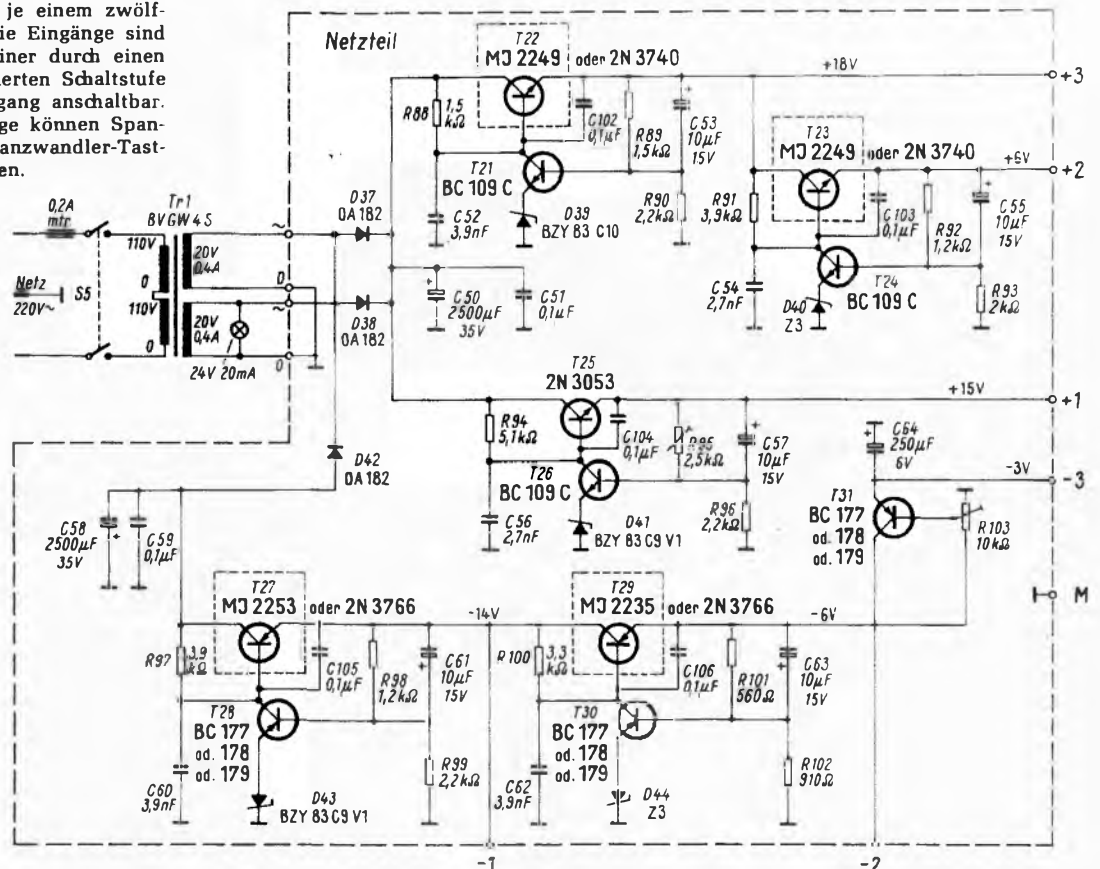 je einem zwölf-
ie Eingänge sind
iner durch einen
ierten Schaltstufe
gang anschaltbar.
ge können Span-
anzwandler-Tast-
en.
Netzteil
T22
MJ 2249 oder 2N 3740
+18V
+3
R88
1,5
kΩ
C102
0,1µF
R89
1,5kΩ
C53
10µF
15V
T21
BC 109 C
C52
3,9nF
D39
BZY 83 C10
R90
2,2kΩ
T23
MJ 2249 oder 2N 3740
+6V
+2
R91
3,9kΩ
C103
0,1µF
R92
1,2kΩ
C55
10µF
15V
C54
2,7nF
T24
BC 109 C
D40
Z3
R93
2kΩ
0,2A
mtr
Tr1
BVGW 4 S
110V
0
110V
0
20V
0,4A
20V
0,4A
~
0
~
0
Netz
220V~
S5
24V 20mA
D37
OA 182
D38
OA 182
C50
2500µF
35V
C51
0,1µF
T25
2N 3053
+15V
+1
R94
5,1kΩ
C104
0,1µF
R95
2,5kΩ
C57
10µF
15V
T26
BC 109 C
C56
2,7nF
D41
BZY 83 C9 V1
R96
2,2kΩ
C64
250µF
6V
-3V
-3
T31
BC 177
od. 178
od. 179
R103
10kΩ
M
D42
OA 182
C58
2500µF
35V
C59
0,1µF
T27
MJ 2253 oder 2N 3766
-14V
R97
3,9
kΩ
C105
0,1µF
R98
1,2kΩ
C61
10µF
15V
T28
BC 177
od. 178
od. 179
C60
3,9nF
D43
BZY 83 C9 V1
R99
2,2kΩ
T29
MJ 2235 oder 2N 3766
-6V
R100
3,3
kΩ
C106
0,1µF
R101
560Ω
C63
10µF
15V
T30
BC 177
od. 178
od. 179
C62
3,9nF
D44
Z3
R102
910Ω
-1
-2